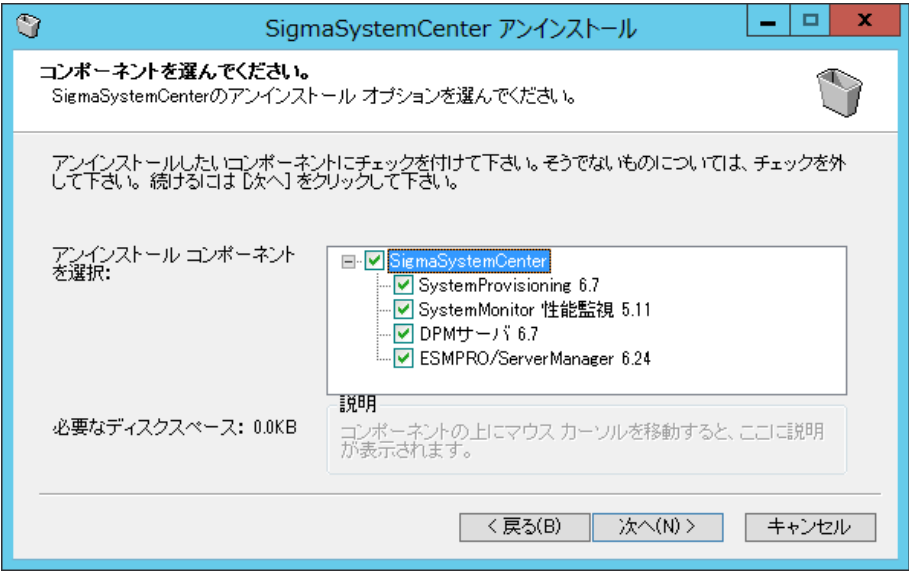 SigmaSystemCenter アンインストール
コンポーネントを選んでください。
SigmaSystemCenterのアンインストール オプションを選んでください。
アンインストールしたいコンポーネントにチェックを付けて下さい。そうでないものについては、チェックを外
して下さい。 続けるには [次へ] をクリックして下さい。
アンインストール コンポーネント
を選択:
SigmaSystemCenter
SystemProvisioning 6.7
SystemMonitor 性能監視 5.11
DPMサーバ 6.7
ESMPRO/ServerManager 6.24
必要なディスクスペース: 0.0KB
説明
コンポーネントの上にマウス カーソルを移動すると、ここに説明
が表示されます。
< 戻る(B)
次へ(N) >
キャンセル